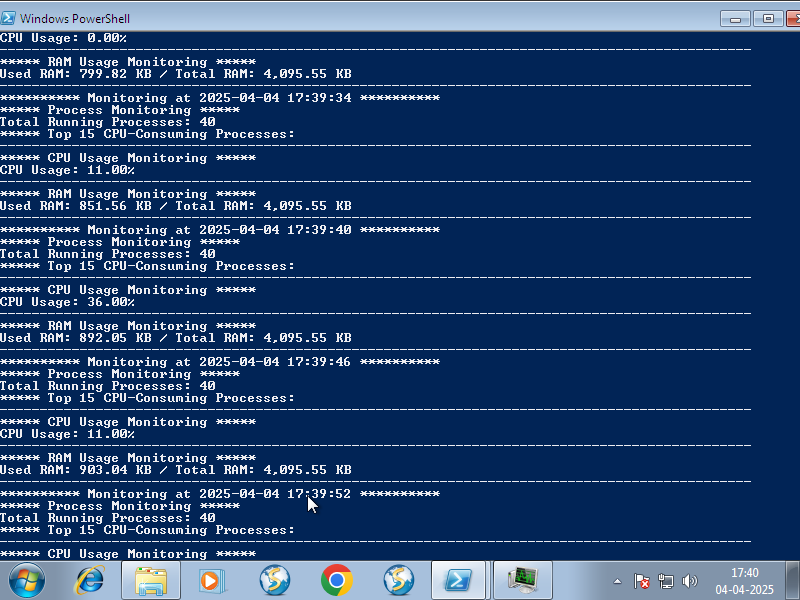 Windows PowerShell
CPU Usage: 0.00%
***** RAM Usage Monitoring *****
Used RAM: 799.82 KB / Total RAM: 4,095.55 KB
********** Monitoring at 2025-04-04 17:39:34 **********
***** Process Monitoring *****
Total Running Processes: 40
***** Top 15 CPU-Consuming Processes:
***** CPU Usage Monitoring *****
CPU Usage: 11.00%
***** RAM Usage Monitoring *****
Used RAM: 851.56 KB / Total RAM: 4,095.55 KB
********** Monitoring at 2025-04-04 17:39:40 **********
***** Process Monitoring *****
Total Running Processes: 40
***** Top 15 CPU-Consuming Processes:
***** CPU Usage Monitoring *****
CPU Usage: 36.00%
***** RAM Usage Monitoring *****
Used RAM: 892.05 KB / Total RAM: 4,095.55 KB
********** Monitoring at 2025-04-04 17:39:46 **********
***** Process Monitoring *****
Total Running Processes: 40
***** Top 15 CPU-Consuming Processes:
***** CPU Usage Monitoring *****
CPU Usage: 11.00%
***** RAM Usage Monitoring *****
Used RAM: 903.04 KB / Total RAM: 4,095.55 KB
********** Monitoring at 2025-04-04 17:39:52 **********
***** Process Monitoring *****
Total Running Processes: 40
***** Top 15 CPU-Consuming Processes:
***** CPU Usage Monitoring *****
17:40
04-04-2025